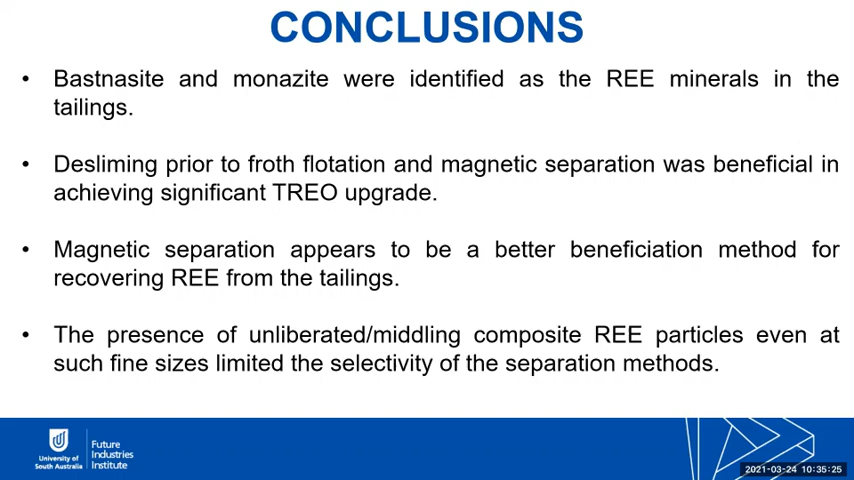 CONCLUSIONS
• Bastnasite and monazite were identified as the REE minerals in the
tailings.
• Desliming prior to froth flotation and magnetic separation was beneficial in
achieving significant TREO upgrade.
• Magnetic separation appears to be a better beneficiation method for
recovering REE from the tailings.
• The presence of unliberated/middling composite REE particles even at
such fine sizes limited the selectivity of the separation methods.
University of
South Australia
Future
Industries
Institute
2021-03-24 10:35:25